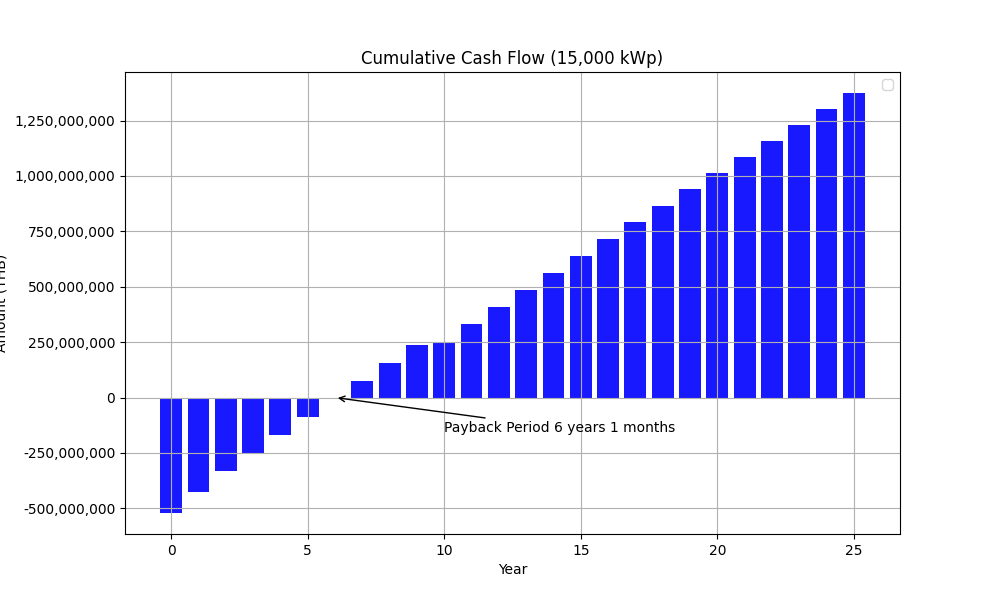 Cumulative Cash Flow (15,000 kWp)
1,250,000,000
1,000,000,000
750,000,000
500,000,000
250,000,000
0
-250,000,000
-500,000,000
Amount (THB)
Payback Period 6 years 1 months
0 5 10 15 20 25
Year